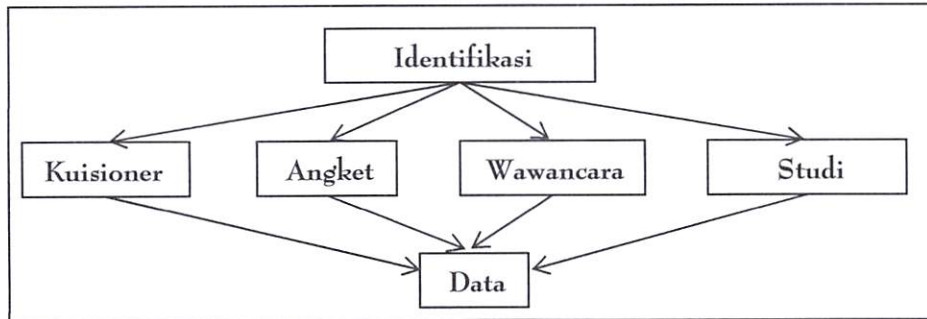 Identifikasi
Kuisioner
Angket
Wawancara
Studi
Data